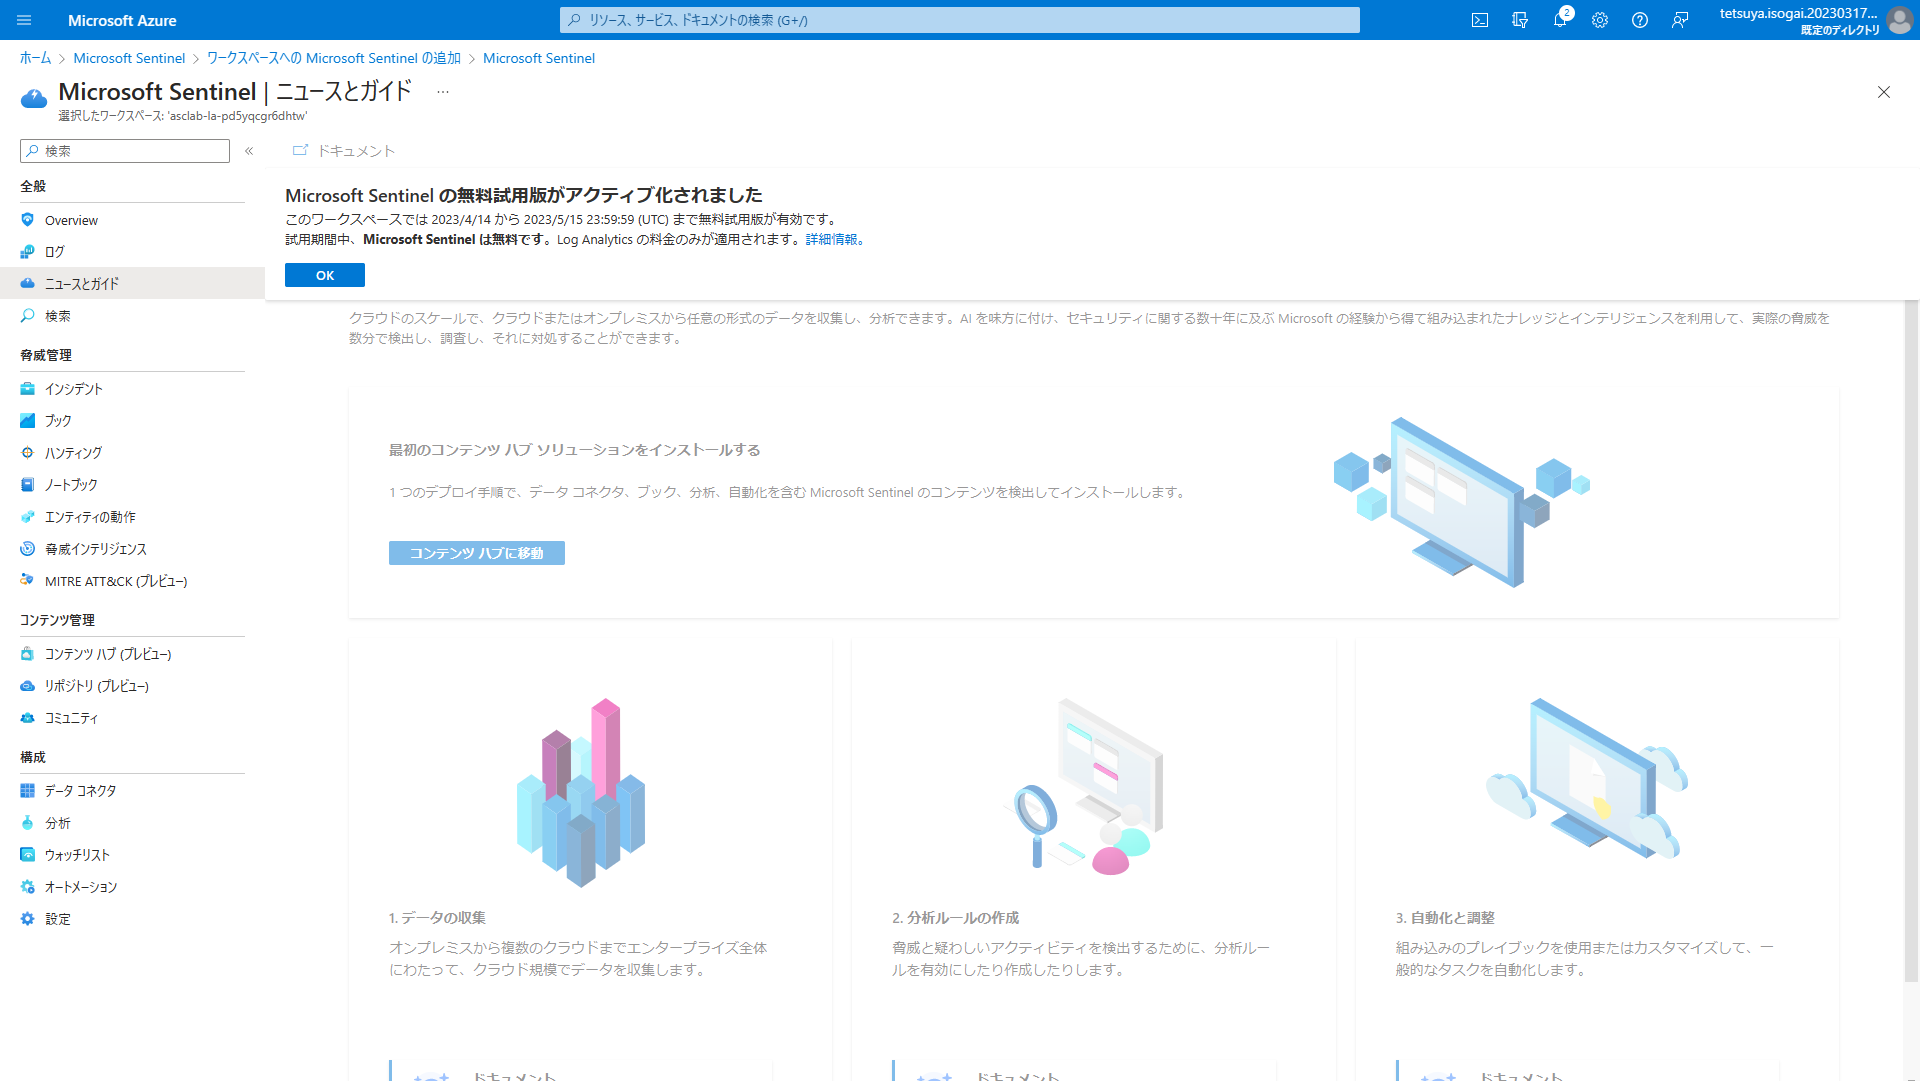 Microsoft Azure
リソース、サービス、ドキュメントの検索 (G+/)
2
tetsuya.isogai.20230317...
既定のディレクトリ
ホーム > Microsoft Sentinel > ワークスペースへの Microsoft Sentinel の追加 > Microsoft Sentinel
Microsoft Sentinel | ニュースとガイド ...
選択したワークスペース: 'asclab-la-pd5yqcgr6dhtw'
検索
«
ドキュメント
全般
Overview
ログ
ニュースとガイド
検索
脅威管理
インシデント
ブック
ハンティング
ノートブック
エンティティの動作
脅威インテリジェンス
MITRE ATT&CK (プレビュー)
コンテンツ管理
コンテンツ ハブ (プレビュー)
リポジトリ (プレビュー)
コミュニティ
構成
データ コネクタ
分析
ウォッチリスト
オートメーション
設定
Microsoft Sentinel の無料試用版がアクティブ化されました
このワークスペースでは 2023/4/14 から 2023/5/15 23:59:59 (UTC) まで無料試用版が有効です。
試用期間中、Microsoft Sentinel は無料です。Log Analytics の料金のみが適用されます。詳細情報。
OK
クラウドのスケールで、クラウドまたはオンプレミスから任意の形式のデータを収集し、分析できます。AI を味方に付け、セキュリティに関する数十年に及ぶ Microsoft の経験から得て組み込まれたナレッジとインテリジェンスを利用して、実際の脅威を
数分で検出し、調査し、それに対処することができます。
最初のコンテンツ ハブ ソリューションをインストールする
1 つのデプロイ手順で、データ コネクタ、ブック、分析、自動化を含む Microsoft Sentinel のコンテンツを検出してインストールします。
コンテンツ ハブに移動
1. データの収集
オンプレミスから複数のクラウドまでエンタープライズ全体
にわたって、クラウド規模でデータを収集します。
ドキュメント
2. 分析ルールの作成
脅威と疑わしいアクティビティを検出するために、分析ルー
ルを有効にしたり作成したりします。
ドキュメント
3. 自動化と調整
組み込みのプレイブックを使用またはカスタマイズして、一
般的なタスクを自動化します。
ドキュメント